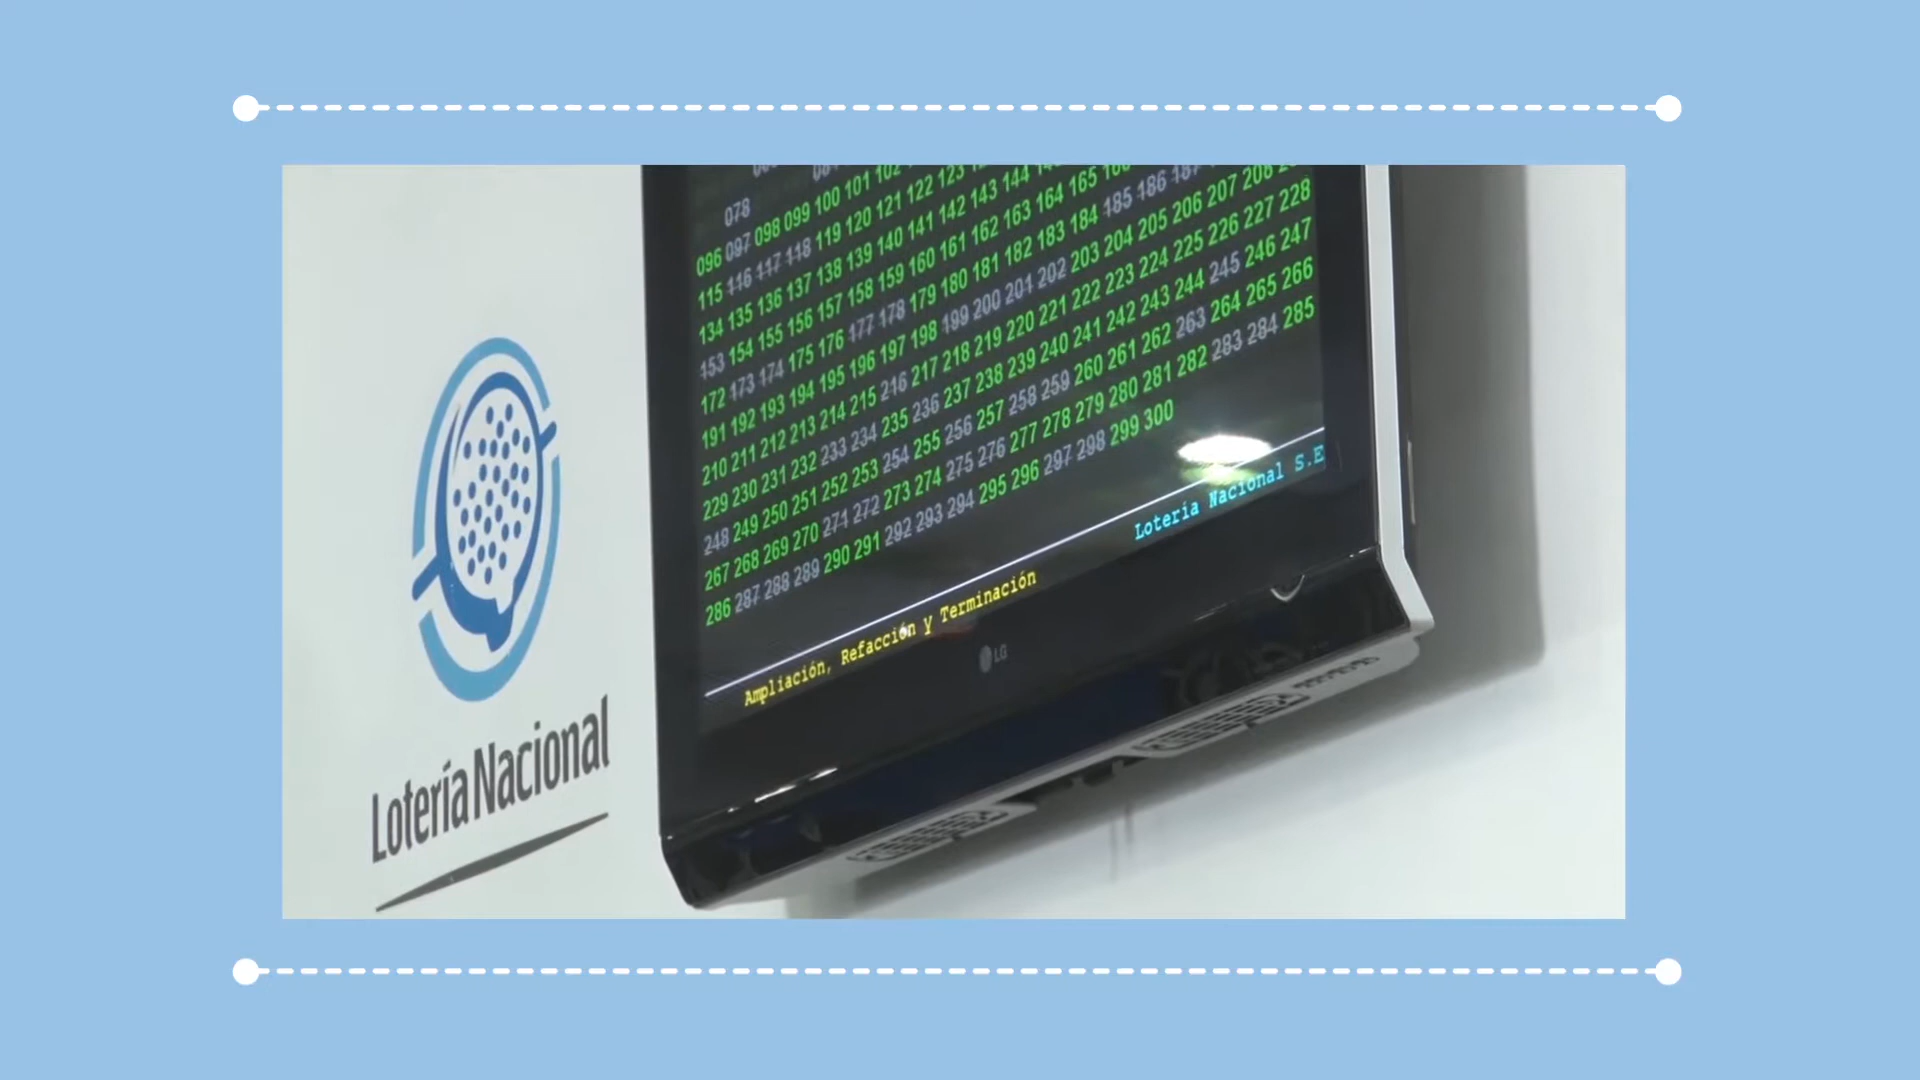 078
096 097 098 099 100 101 102
115 116 117 118 119 120 121 122 123
134 135 136 137 138 139 140 141 142 143 144
153 154 155 156 157 158 159 160 161 162 163 164 165
172 173 174 175 176 177 178 179 180 181 182 183 184 185 186 187
191 192 193 194 195 196 197 198 199 200 201 202 203 204 205 206 207 208
210 211 212 213 214 215 216 217 218 219 220 221 222 223 224 225 226 227 228
229 230 231 232 233 234 235 236 237 238 239 240 241 242 243 244 245 246 247
248 249 250 251 252 253 254 255 256 257 258 259 260 261 262 263 264 265 266
267 268 269 270 271 272 273 274 275 276 277 278 279 280 281 282 283 284 285
286 287 288 289 290 291 292 293 294 295 296 297 298 299 300
Ampliación, Refacción y Terminación
Lotería Nacional S.E
LG
Lotería Nacional